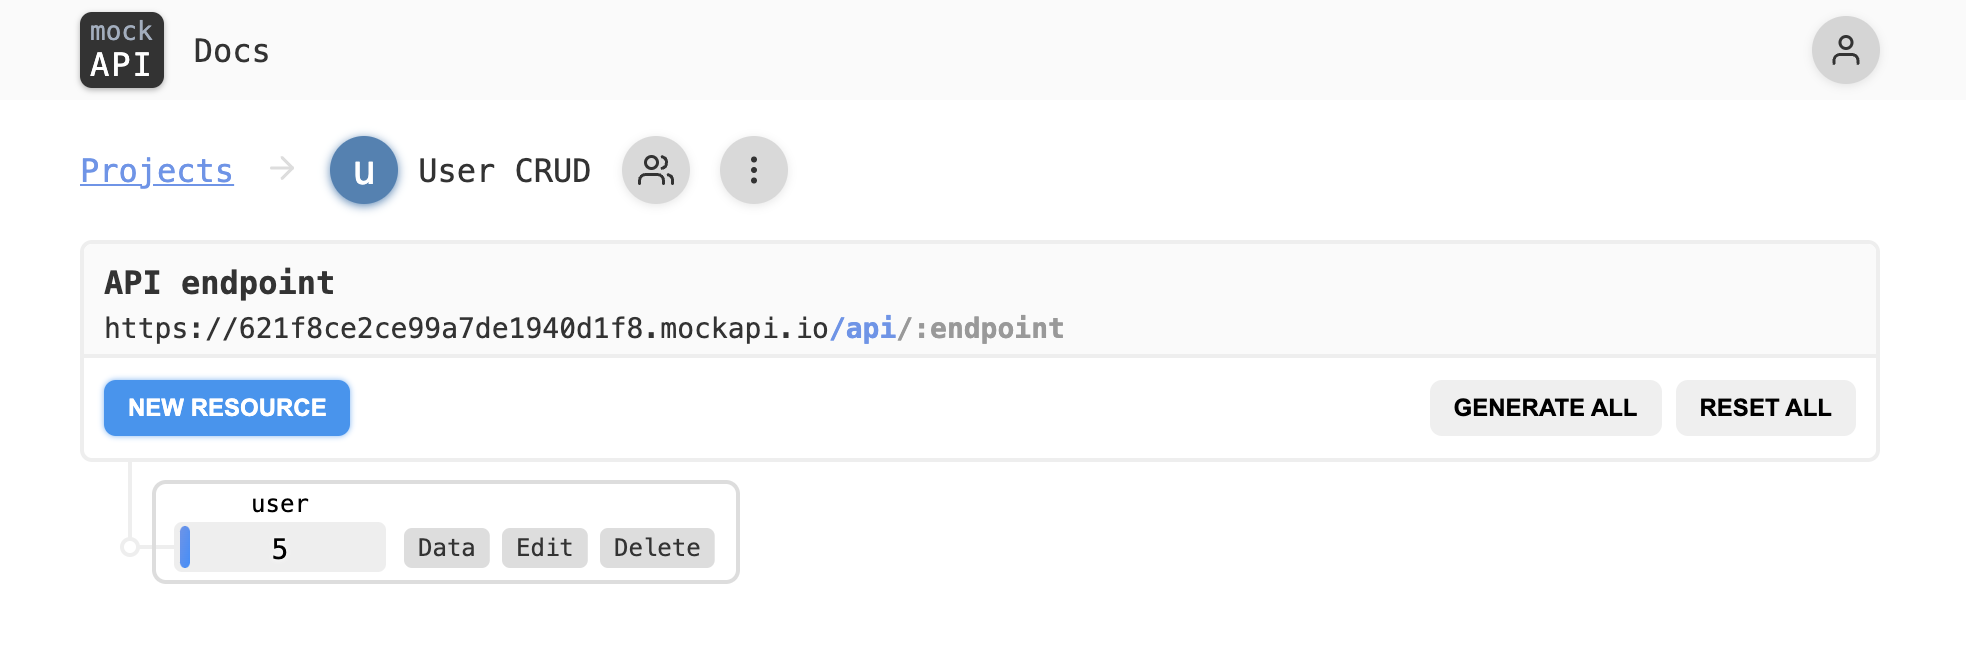 mock
API
Docs
Projects → u User CRUD
API endpoint
https://621f8ce2ce99a7de1940d1f8.mockapi.io/api/:endpoint
NEW RESOURCE GENERATE ALL RESET ALL
user
5 Data Edit Delete